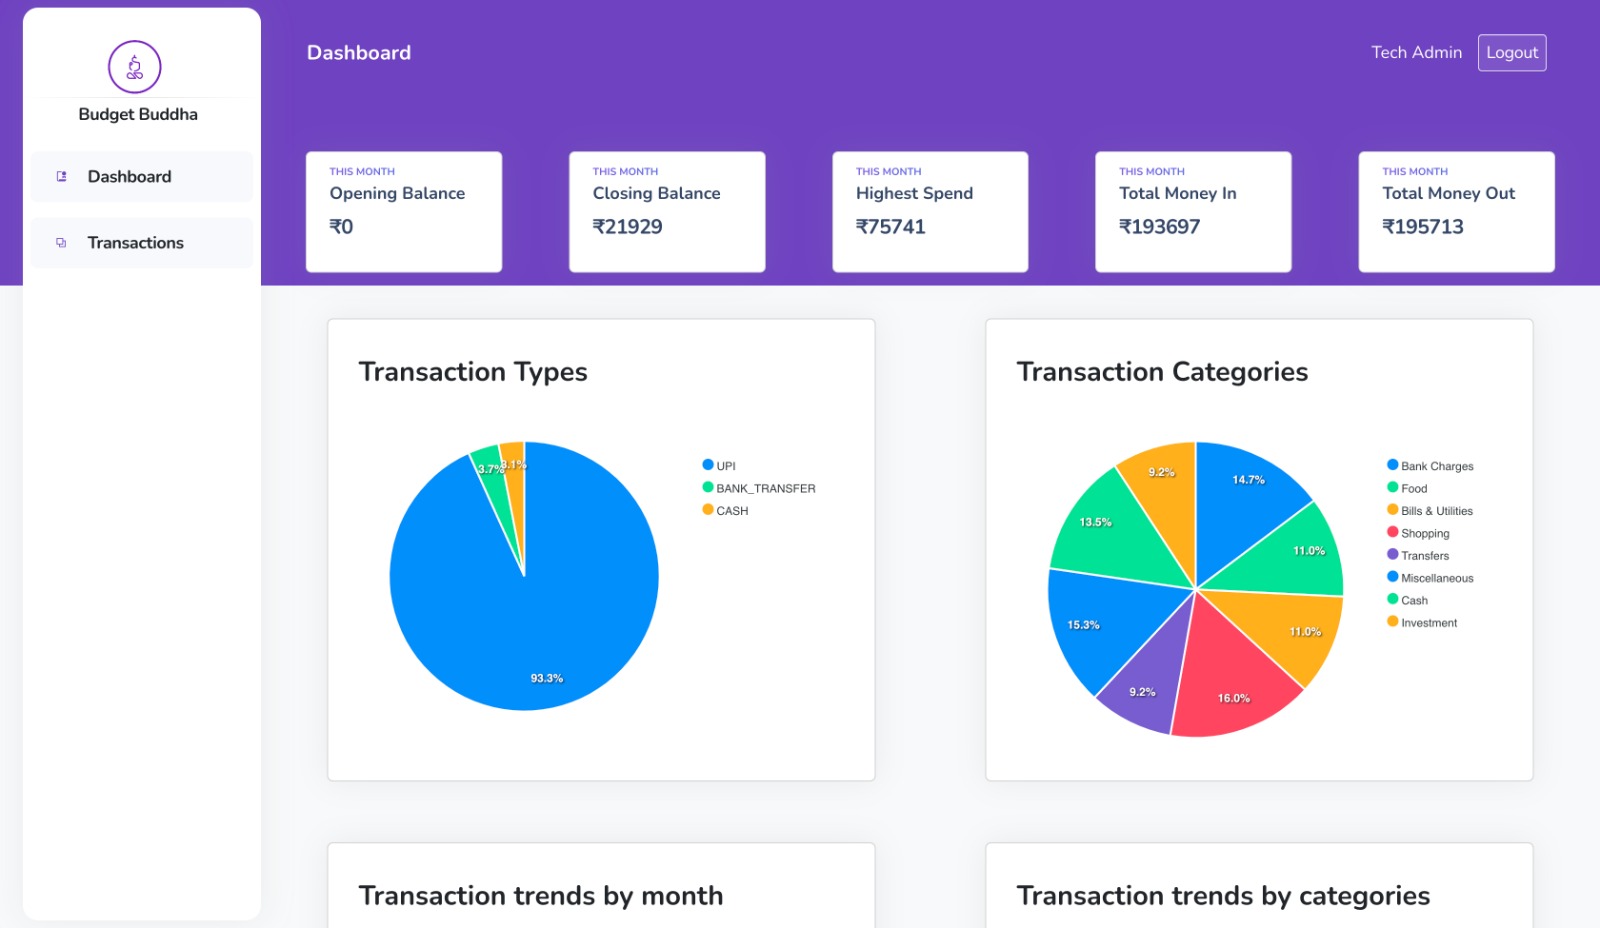 Budget Buddha
Dashboard
Transactions
Dashboard
Tech Admin
Logout
THIS MONTH
Opening Balance
₹0
THIS MONTH
Closing Balance
₹21929
THIS MONTH
Highest Spend
₹75741
THIS MONTH
Total Money In
₹193697
THIS MONTH
Total Money Out
₹195713
Transaction Types
3.7%
3.1%
93.3%
UPI
BANK_TRANSFER
CASH
Transaction Categories
9.2%
14.7%
13.5%
11.0%
15.3%
11.0%
9.2%
16.0%
Bank Charges
Food
Bills & Utilities
Shopping
Transfers
Miscellaneous
Cash
Investment
Transaction trends by month
Transaction trends by categories